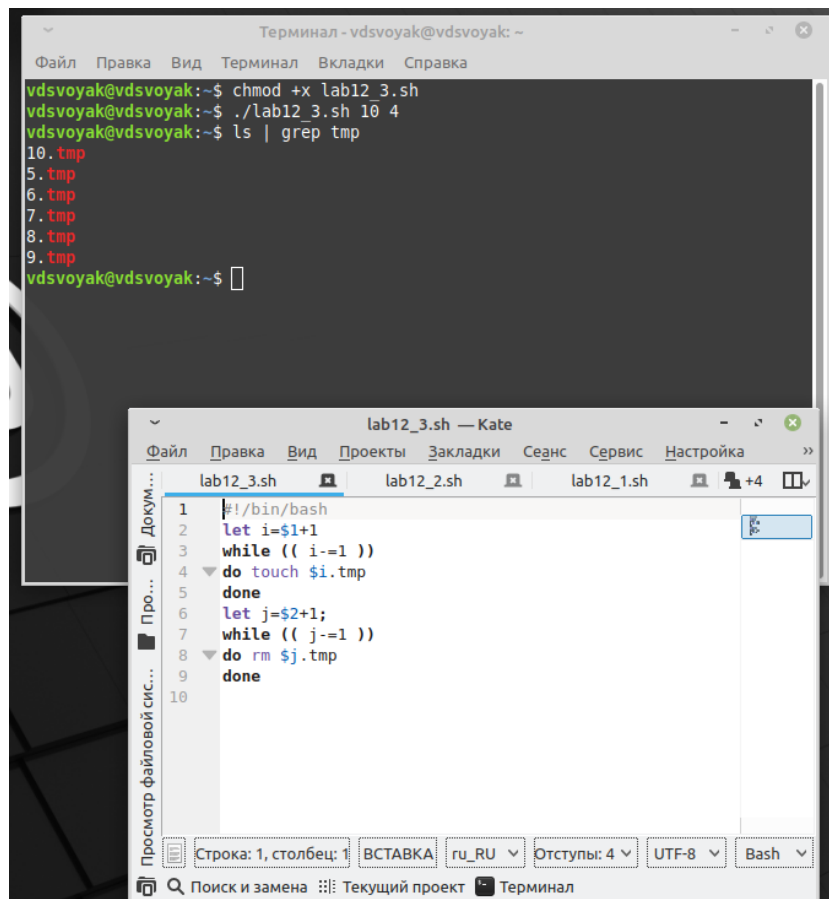 Терминал - vdsvoyak@vdsvoyak: ~
Файл Правка Вид Терминал Вкладки Справка
vdsvoyak@vdsvoyak:~$ chmod +x lab12_3.sh
vdsvoyak@vdsvoyak:~$ ./lab12_3.sh 10 4
vdsvoyak@vdsvoyak:~$ ls | grep tmp
10.tmp
5.tmp
6.tmp
7.tmp
8.tmp
9.tmp
vdsvoyak@vdsvoyak:~$
lab12_3.sh — Kate
Файл Правка Вид Проекты Закладки Сеанс Сервис Настройка »
lab12_3.sh lab12_2.sh lab12_1.sh +4
Докум...
Про...
Просмотр файловой сис...
1 #!/bin/bash
2 let i=$1+1
3 while (( i-=1 ))
4 do touch $i.tmp
5 done
6 let j=$2+1;
7 while (( j-=1 ))
8 do rm $j.tmp
9 done
10
Строка: 1, столбец: 1 ВСТАВКА ru_RU Отступы: 4 UTF-8 Bash
Поиск и замена Текущий проект Терминал